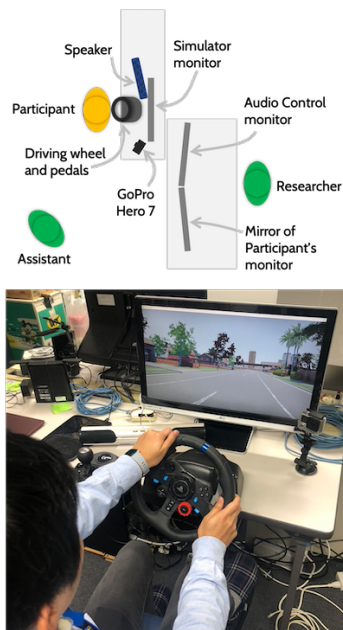 Speaker
Simulator
monitor
Participant
Audio Control
monitor
Driving wheel
and pedals
GoPro
Hero 7
Researcher
Mirror of
Participant's
monitor
Assistant